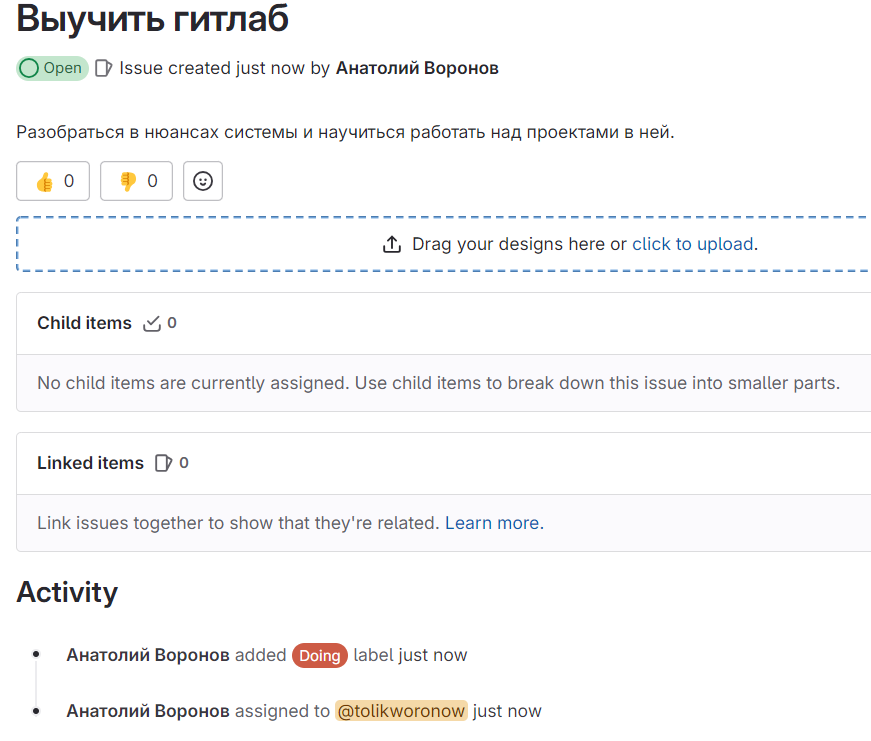 Выучить гитлаб
Open Issue created just now by Анатолий Воронов
Разобраться в нюансах системы и научиться работать над проектами в ней.
👍 0 👎 0
Drag your designs here or click to upload.
Child items 0
No child items are currently assigned. Use child items to break down this issue into smaller parts.
Linked items 0
Link issues together to show that they're related. Learn more.
Activity
Анатолий Воронов added Doing label just now
Анатолий Воронов assigned to @tolikworonow just now